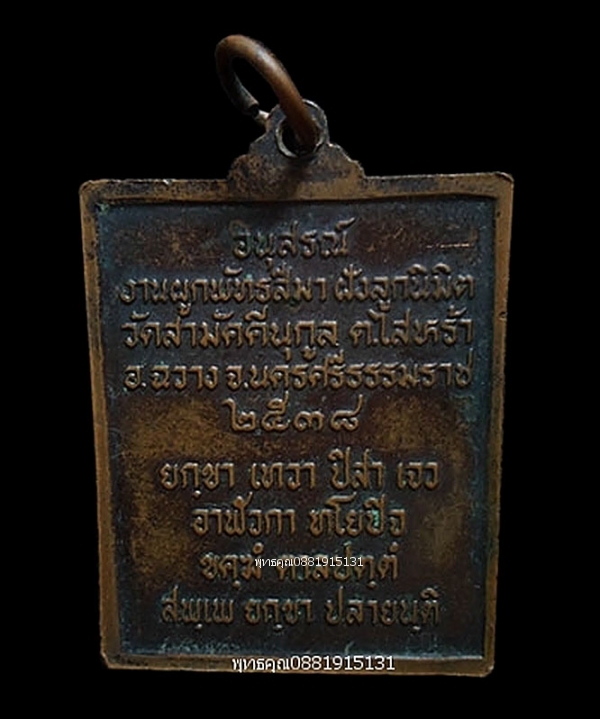 อนุสรณ์
งานผูกพัทธสีมา ฝังลูกนิมิต
วัดสามัคคีนุกูล ต.ไสหร้า
อ.ฉวาง จ.นครศรีธรรมราช
๒๕๓๘
ยกฺขา เทวา ปิสา เจว
อาฬวกา ทโยปิจ
ขคฺคํ ตาลปตฺตํ
พุทธคุณ0881915131
สพฺเพ ยกฺขา ปลายนฺติ
พุทธคุณ0881915131